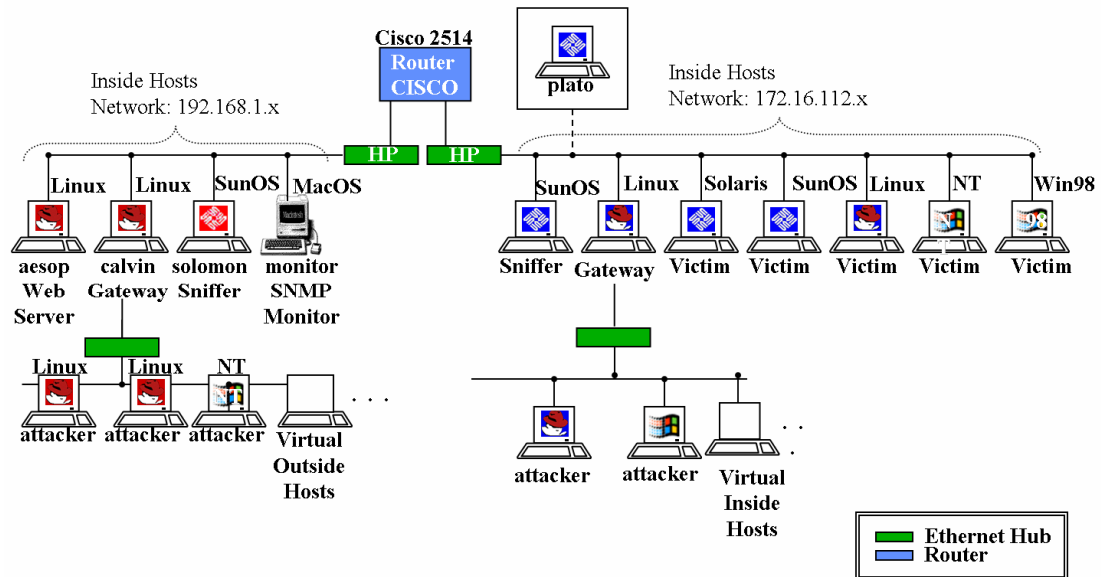 Cisco 2514
Router
CISCO
plato
Inside Hosts
Network: 192.168.1.x
Inside Hosts
Network: 172.16.112.x
HP
HP
Linux
Linux
SunOS
MacOS
SunOS
Linux
Solaris
SunOS
Linux
NT
Win98
Macintosh
98
aesop
Web
Server
calvin
Gateway
solomon
Sniffer
monitor
SNMP
Monitor
Sniffer
Gateway
Victim
Victim
Victim
Victim
Victim
Linux
Linux
NT
attacker
attacker
attacker
Virtual
Outside
Hosts
. . .
attacker
attacker
Virtual
Inside
Hosts
. .
.
Ethernet Hub
Router